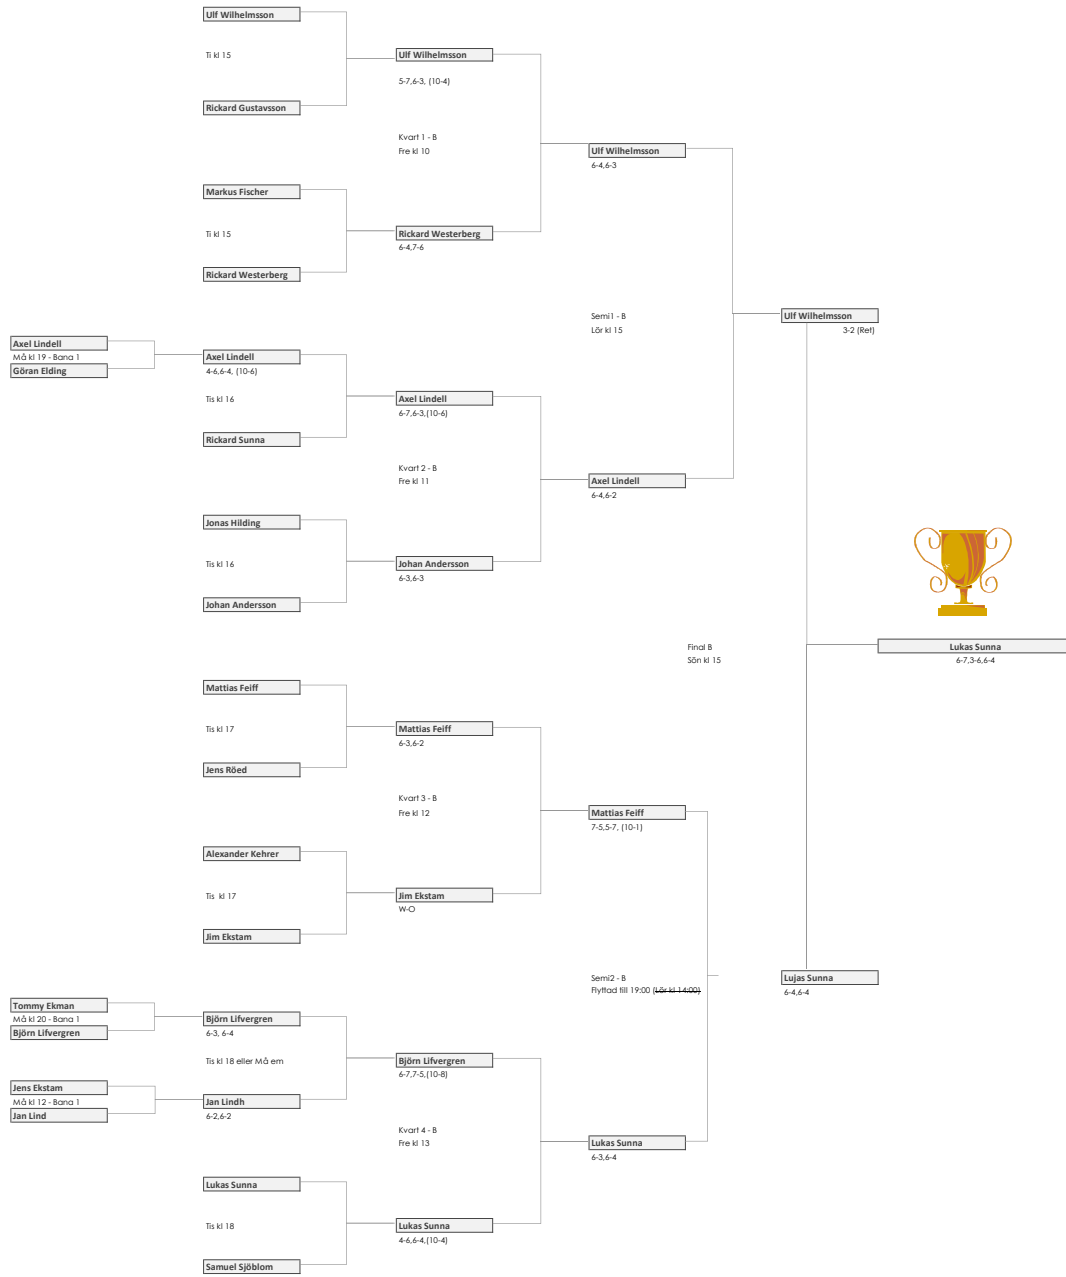 Ulf Wilhelmsson
Ti kl 15
Ulf Wilhelmsson
5-7,6-3, (10-4)
Rickard Gustavsson
Kvart 1 - B
Fre kl 10
Ulf Wilhelmsson
6-4,6-3
Markus Fischer
Ti kl 15
Rickard Westerberg
6-4,7-6
Rickard Westerberg
Semi1 - B
Lör kl 15
Ulf Wilhelmsson
3-2 (Ret)
Axel Lindell
Må kl 19 - Bana 1
Göran Elding
Axel Lindell
4-6,6-4, (10-6)
Tis kl 16
Axel Lindell
6-7,6-3,(10-6)
Rickard Sunna
Kvart 2 - B
Fre kl 11
Axel Lindell
6-4,6-2
Jonas Hilding
Tis kl 16
Johan Andersson
6-3,6-3
Johan Andersson
Final B
Sön kl 15
Lukas Sunna
6-7,3-6,6-4
Mattias Feiff
Tis kl 17
Mattias Feiff
6-3,6-2
Jens Röed
Kvart 3 - B
Fre kl 12
Mattias Feiff
7-5,5-7, (10-1)
Alexander Kehrer
Tis  kl 17
Jim Ekstam
W-O
Jim Ekstam
Semi2 - B
Flyttad till 19:00 (Lör kl 14:00)
Lujas Sunna
6-4,6-4
Tommy Ekman
Må kl 20 - Bana 1
Björn Lifvergren
Björn Lifvergren
6-3, 6-4
Tis kl 18 eller Må em
Björn Lifvergren
6-7,7-5,(10-8)
Jens Ekstam
Må kl 12 - Bana 1
Jan Lind
Jan Lindh
6-2,6-2
Kvart 4 - B
Fre kl 13
Lukas Sunna
6-3,6-4
Lukas Sunna
Tis kl 18
Lukas Sunna
4-6,6-4,(10-4)
Samuel Sjöblom